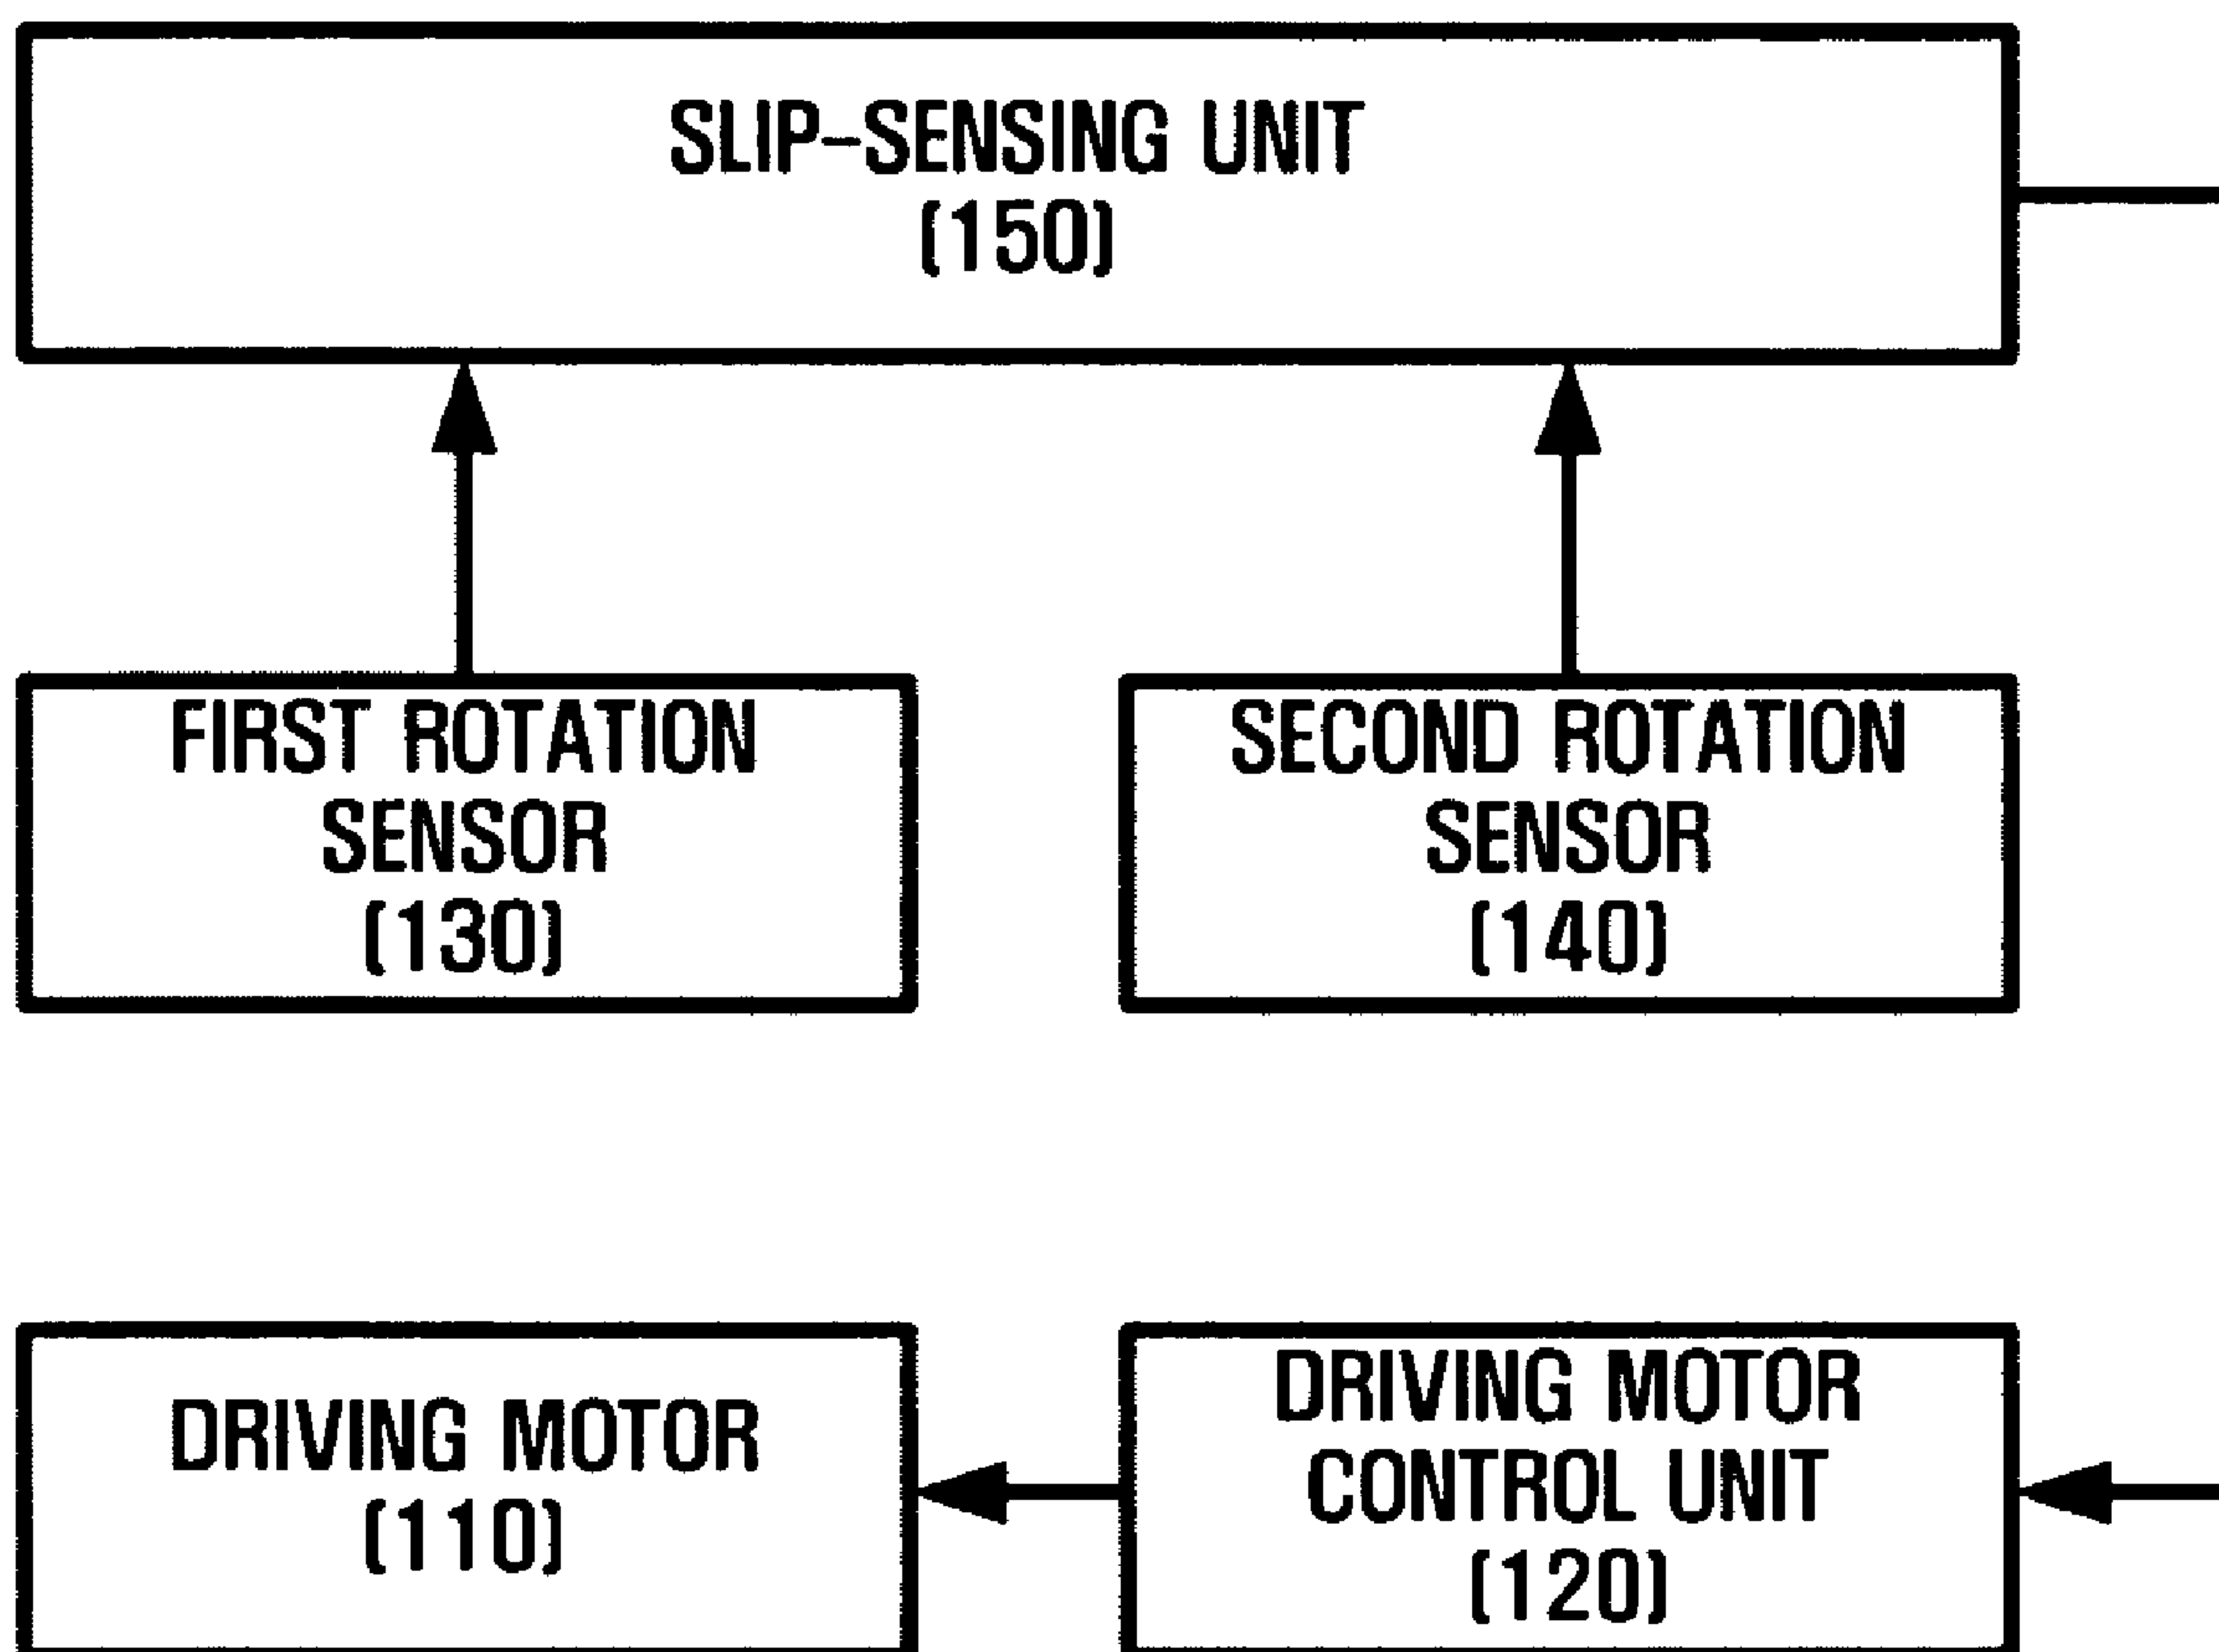 SLIP-SENSING UNIT
(150)
FIRST ROTATION
SENSOR
(130)
SECOND ROTATION
SENSOR
(140)
DRIVING MOTOR
(110)
DRIVING MOTOR
CONTROL UNIT
(120)